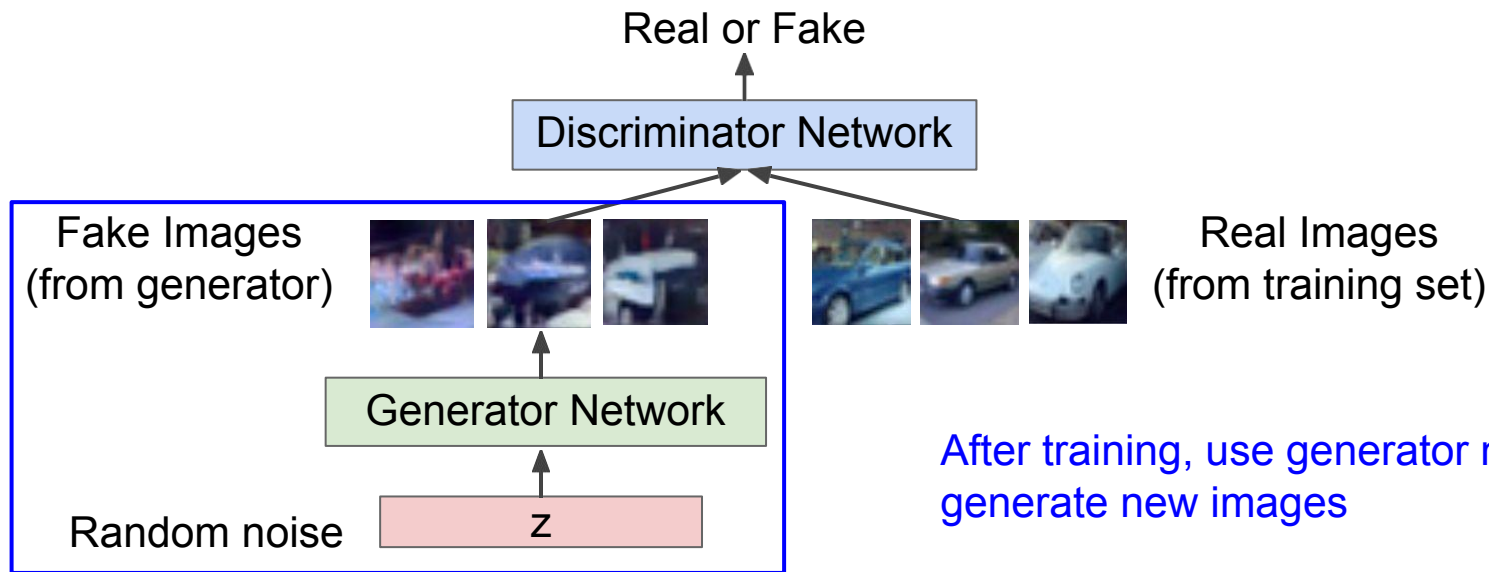 Real or Fake
Discriminator Network
Fake Images
(from generator)
Real Images
(from training set)
Generator Network
After training, use generator
generate new images
Random noise
z